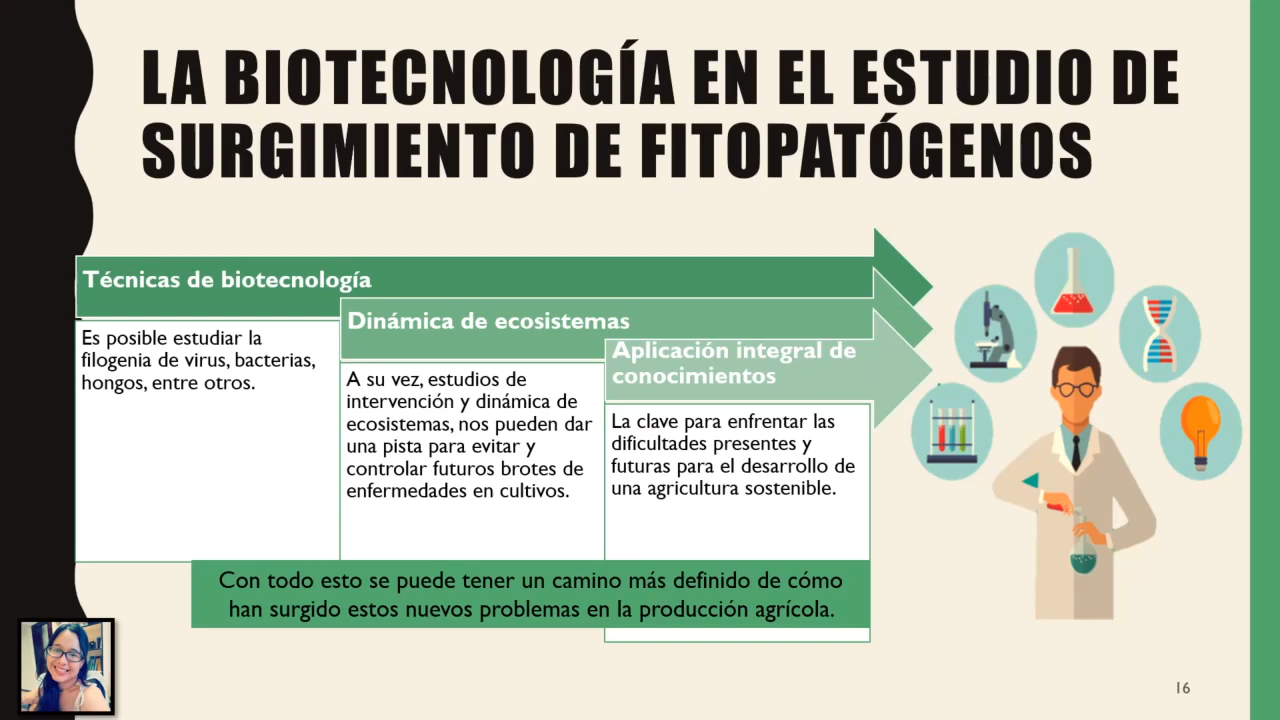 LA BIOTECNOLOGÍA EN EL ESTUDIO DE
SURGIMIENTO DE FITOPATÓGENOS
Técnicas de biotecnología
Es posible estudiar la
filogenia de virus, bacterias,
hongos, entre otros.
Dinámica de ecosistemas
A su vez, estudios de
intervención y dinámica de
ecosistemas, nos pueden dar
una pista para evitar y
controlar futuros brotes de
enfermedades en cultivos.
Aplicación integral de
conocimientos
La clave para enfrentar las
dificultades presentes y
futuras para el desarrollo de
una agricultura sostenible.
Con todo esto se puede tener un camino más definido de cómo
han surgido estos nuevos problemas en la producción agrícola.
16